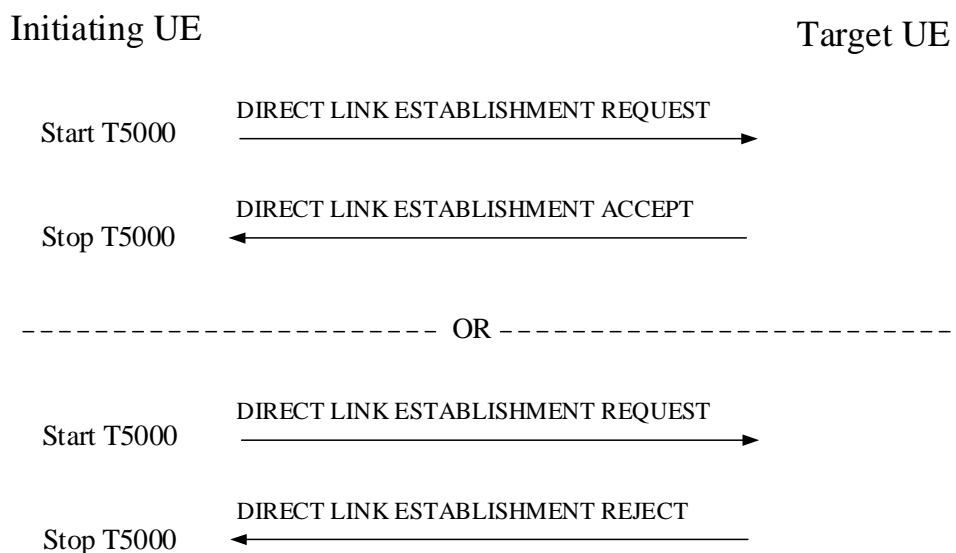 Initiating UE
Target UE
DIRECT LINK ESTABLISHMENT REQUEST
Start T5000
DIRECT LINK ESTABLISHMENT ACCEPT
Stop T5000
OR
DIRECT LINK ESTABLISHMENT REQUEST
Start T5000
DIRECT LINK ESTABLISHMENT REJECT
Stop T5000